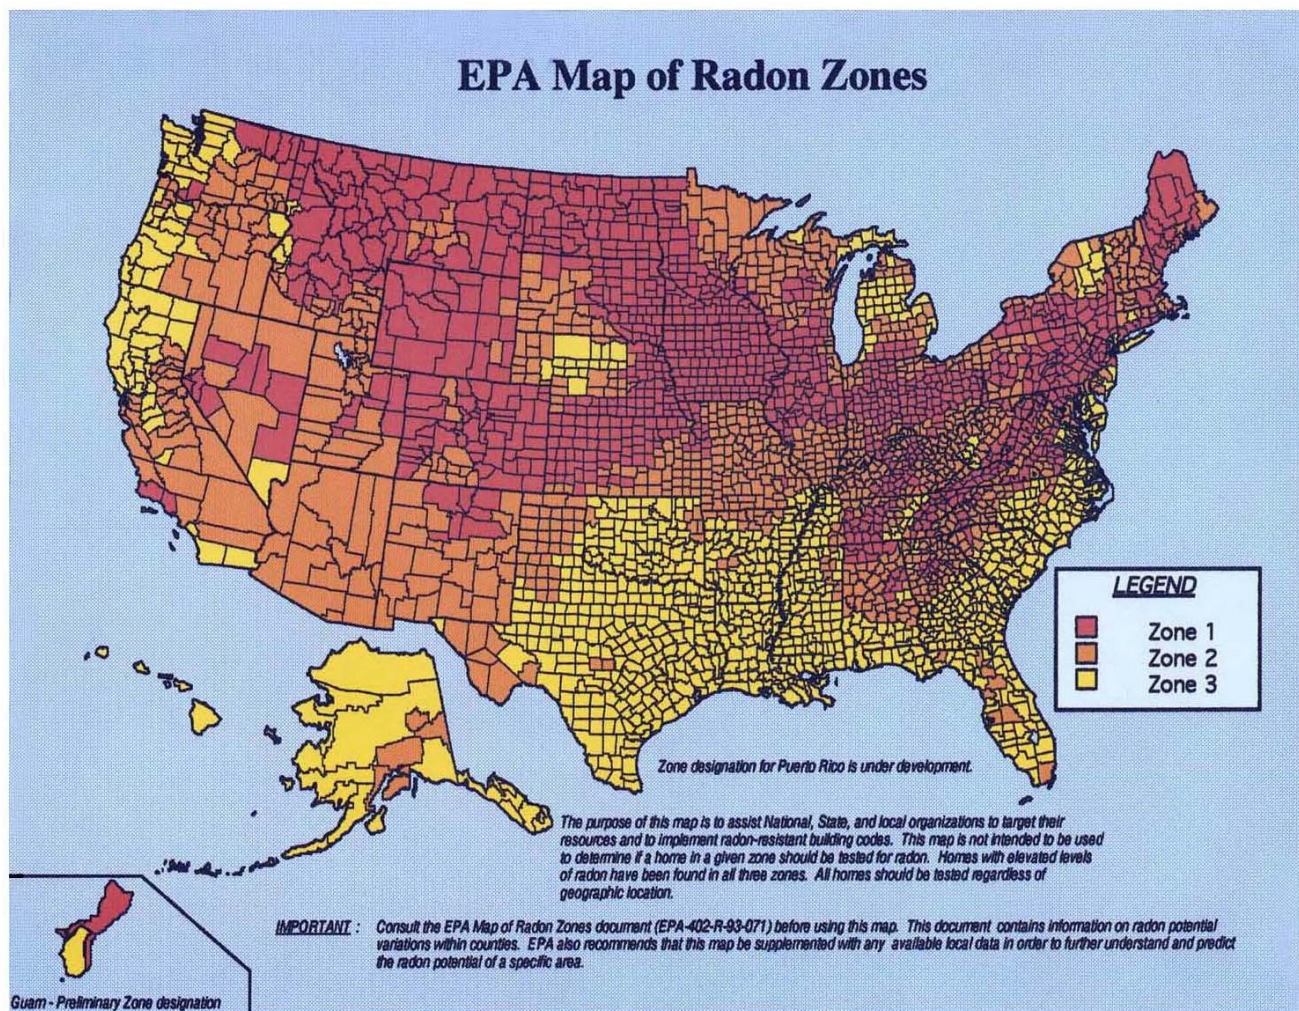 EPA Map of Radon Zones
LEGEND
Zone 1
Zone 2
Zone 3
Zone designation for Puerto Rico is under development.
The purpose of this map is to assist National, State, and local organizations to target their
resources and to implement radon-resistant building codes. This map is not intended to be used
to determine if a home in a given zone should be tested for radon. Homes with elevated levels
of radon have been found in all three zones. All homes should be tested regardless of
geographic location.
IMPORTANT : Consult the EPA Map of Radon Zones document (EPA-402-R-93-071) before using this map. This document contains information on radon potential
variations within counties. EPA also recommends that this map be supplemented with any available local data in order to further understand and predict
the radon potential of a specific area.
Guam - Preliminary Zone designation